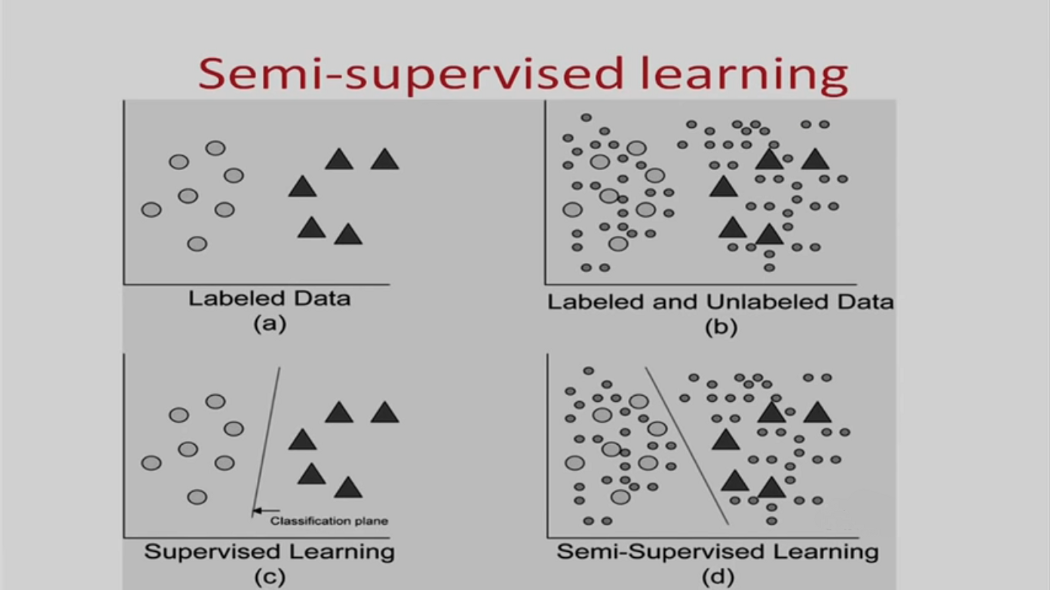 Semi-supervised learning
Labeled Data
(a)
Labeled and Unlabeled Data
(b)
Classification plane
Supervised Learning
(c)
Semi-Supervised Learning
(d)